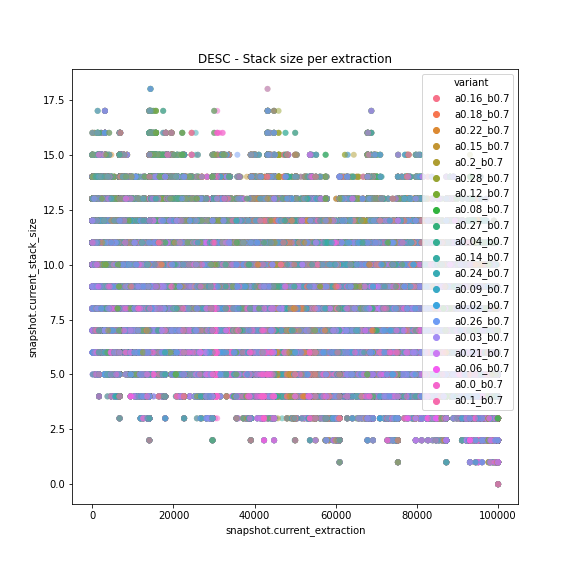 DESC - Stack size per extraction
snapshot.current_stack_size
17.5
15.0
12.5
10.0
7.5
5.0
2.5
0.0
variant
a0.16_b0.7
a0.18_b0.7
a0.22_b0.7
a0.15_b0.7
a0.2_b0.7
a0.28_b0.7
a0.12_b0.7
a0.08_b0.7
a0.27_b0.7
a0.04_b0.7
a0.14_b0.7
a0.24_b0.7
a0.09_b0.7
a0.02_b0.7
a0.26_b0.7
a0.03_b0.7
a0.21_b0.7
a0.06_b0.7
a0.0_b0.7
a0.1_b0.7
0 20000 40000 60000 80000 100000
snapshot.current_extraction